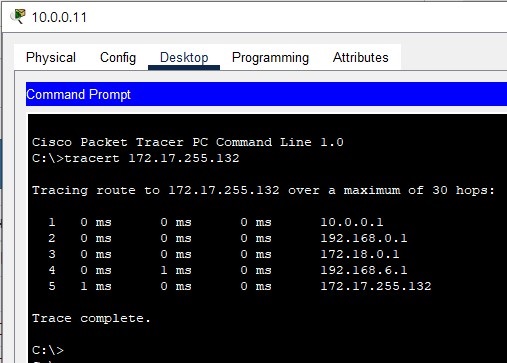 10.0.0.11
Physical Config Desktop Programming Attributes
Command Prompt
Cisco Packet Tracer PC Command Line 1.0
C:\>tracert 172.17.255.132
Tracing route to 172.17.255.132 over a maximum of 30 hops:
1 0 ms 0 ms 0 ms 10.0.0.1
2 0 ms 0 ms 0 ms 192.168.0.1
3 0 ms 0 ms 0 ms 172.18.0.1
4 0 ms 1 ms 0 ms 192.168.6.1
5 1 ms 0 ms 0 ms 172.17.255.132
Trace complete.
C:\>